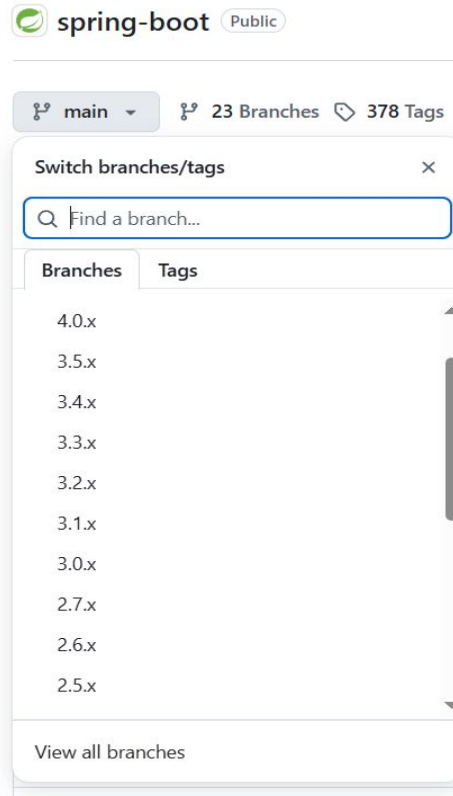 spring-boot Public
main 23 Branches 378 Tags
Switch branches/tags
Find a branch...
Branches Tags
4.0.x
3.5.x
3.4.x
3.3.x
3.2.x
3.1.x
3.0.x
2.7.x
2.6.x
2.5.x
View all branches